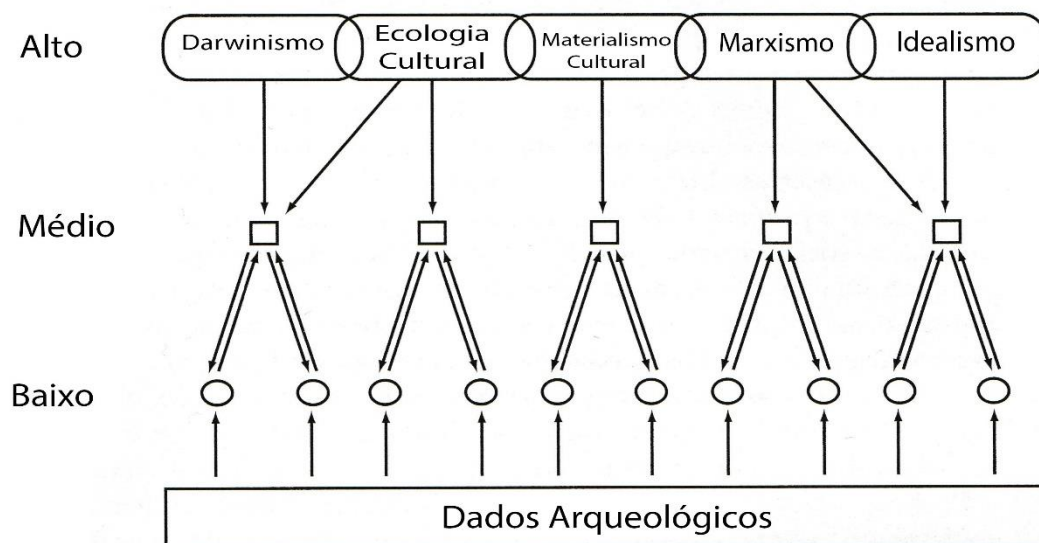 Alto
Darwinismo
Ecologia
Cultural
Materialismo
Cultural
Marxismo
Idealismo
Médio
Baixo
Dados Arqueológicos